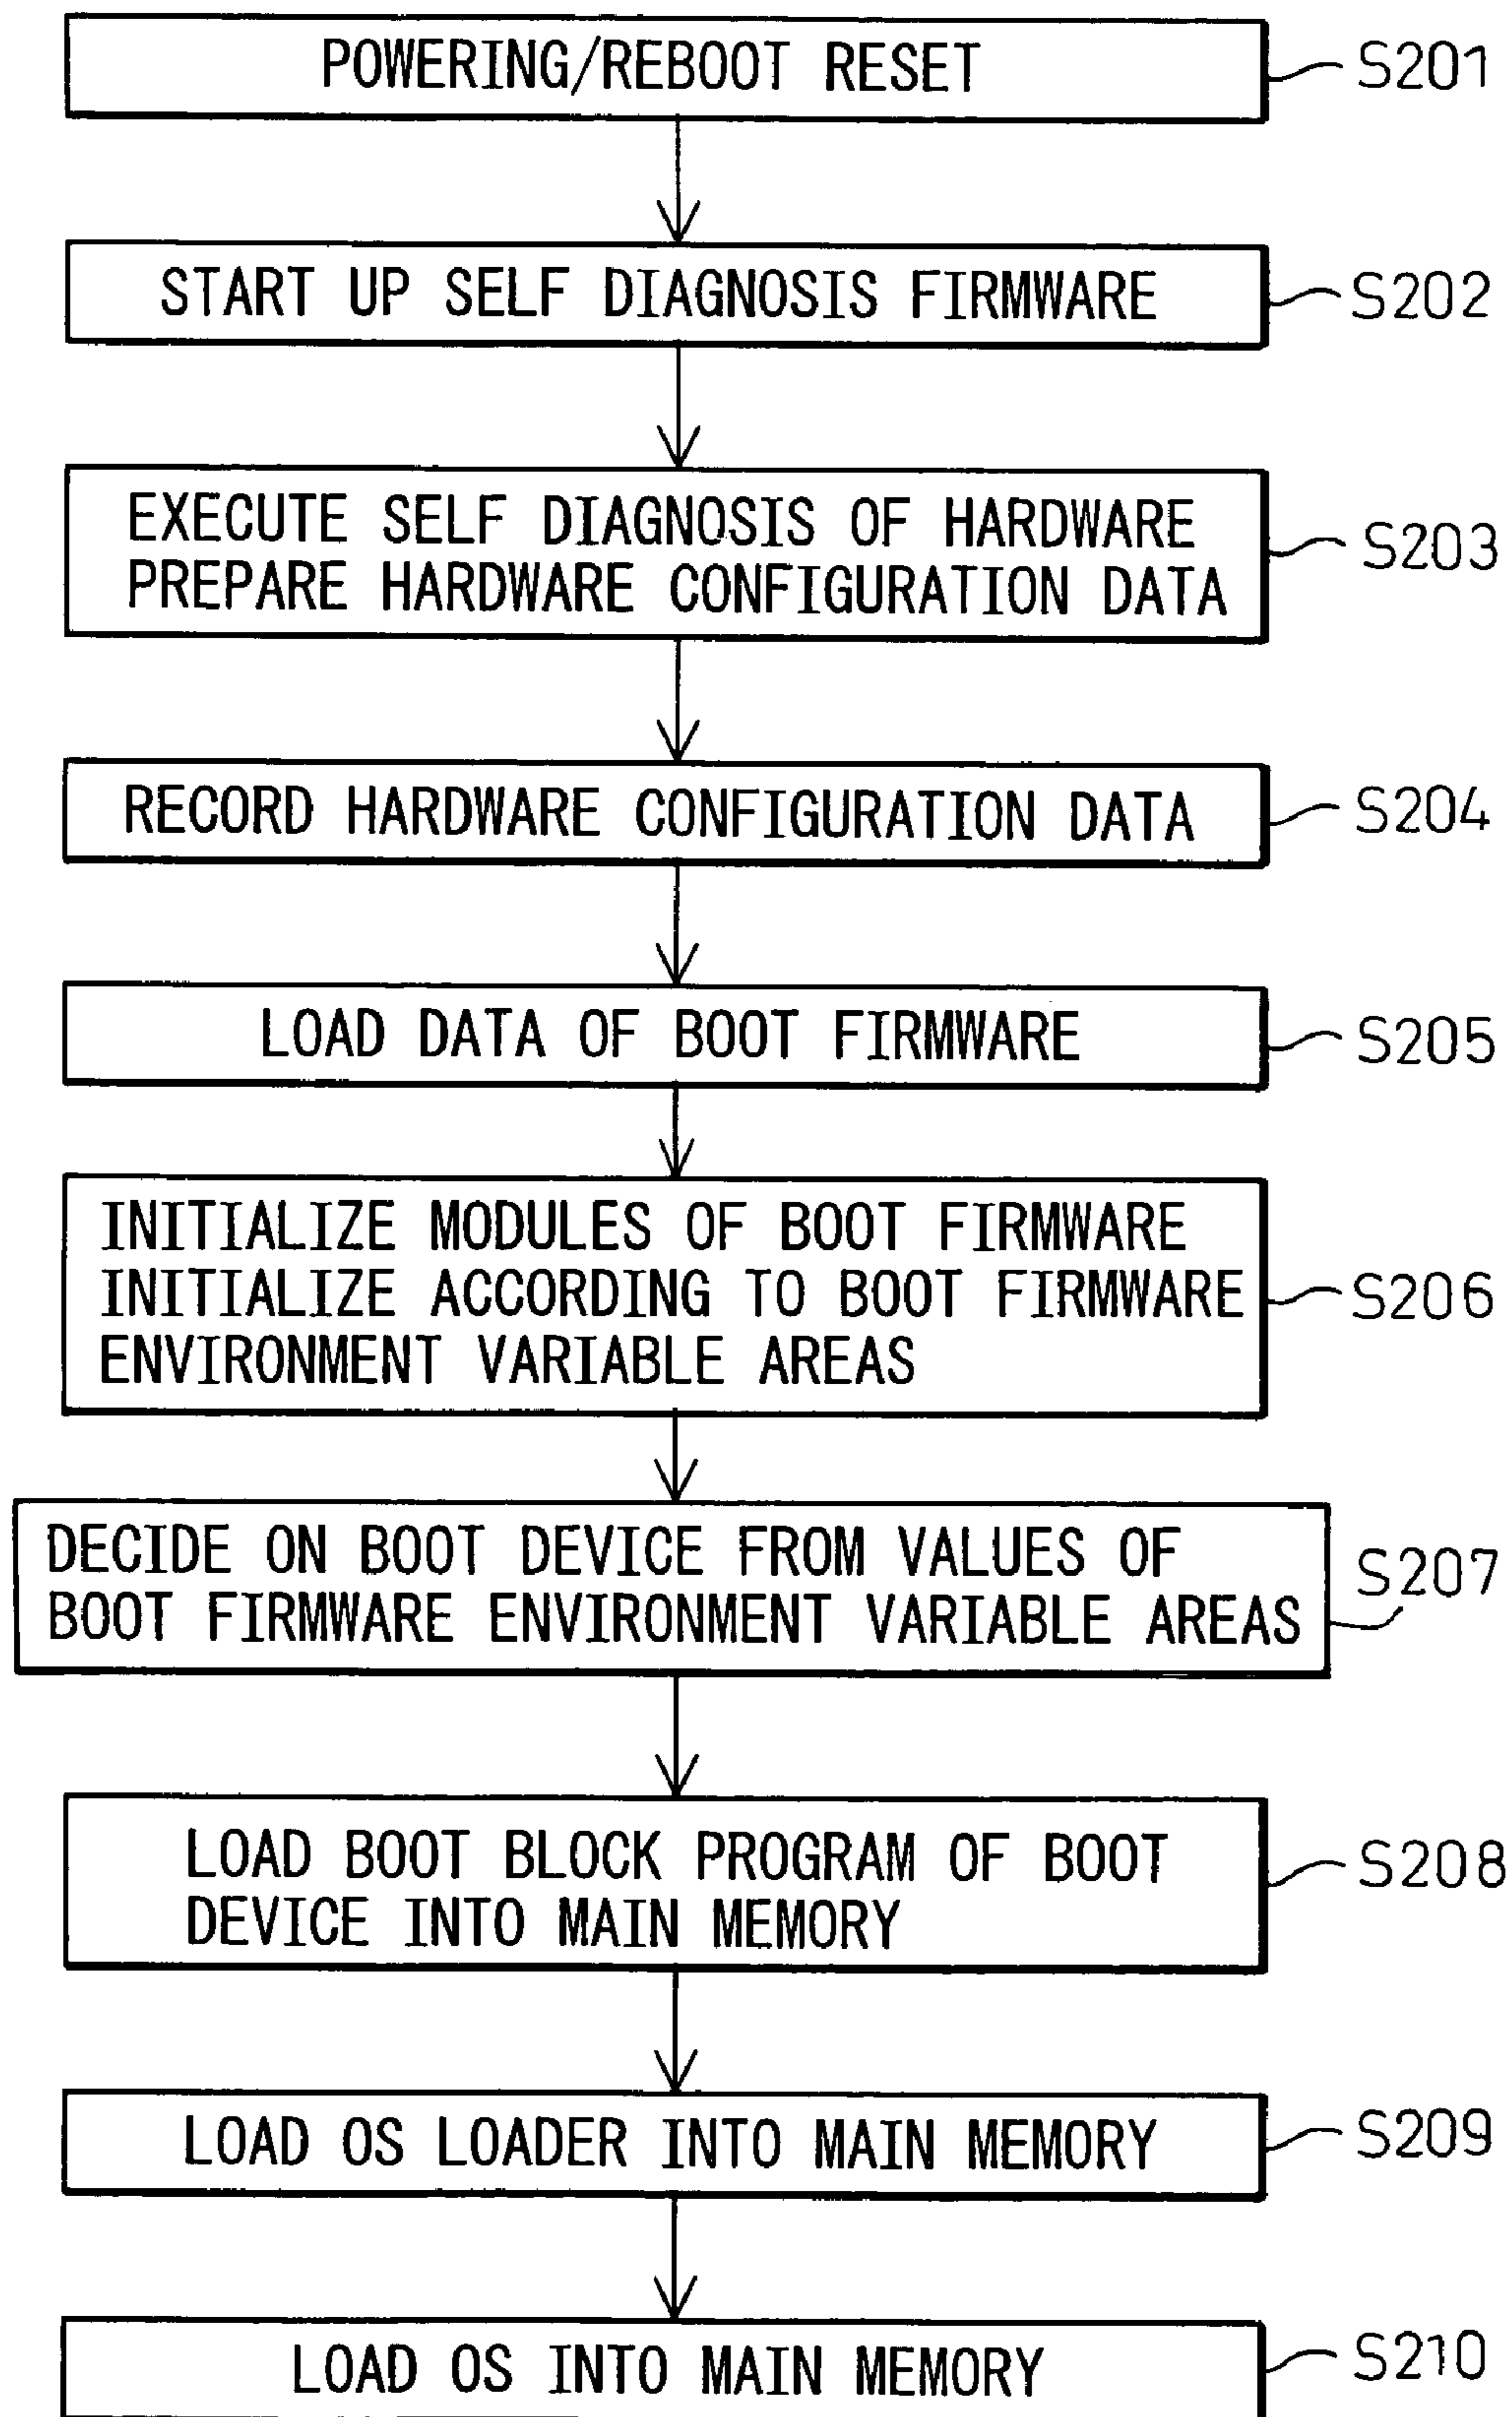 POWERING/REBOOT RESET
S201
START UP SELF DIAGNOSIS FIRMWARE
S202
EXECUTE SELF DIAGNOSIS OF HARDWARE
PREPARE HARDWARE CONFIGURATION DATA
S203
RECORD HARDWARE CONFIGURATION DATA
S204
LOAD DATA OF BOOT FIRMWARE
S205
INITIALIZE MODULES OF BOOT FIRMWARE
INITIALIZE ACCORDING TO BOOT FIRMWARE
ENVIRONMENT VARIABLE AREAS
S206
DECIDE ON BOOT DEVICE FROM VALUES OF
BOOT FIRMWARE ENVIRONMENT VARIABLE AREAS
S207
LOAD BOOT BLOCK PROGRAM OF BOOT
DEVICE INTO MAIN MEMORY
S208
LOAD OS LOADER INTO MAIN MEMORY
S209
LOAD OS INTO MAIN MEMORY
S210